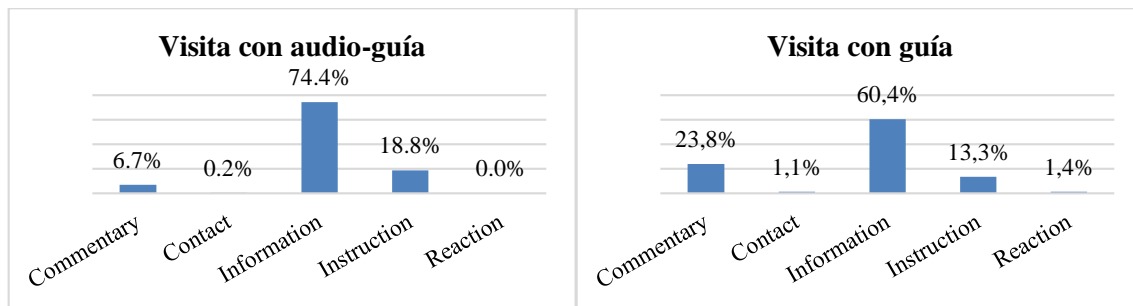 Visita con audio-guía
74.4%
6.7%
0.2%
18.8%
0.0%
Commentary
Contact
Information
Instruction
Reaction
Visita con guía
60,4%
23,8%
1,1%
13,3%
1,4%
Commentary
Contact
Information
Instruction
Reaction